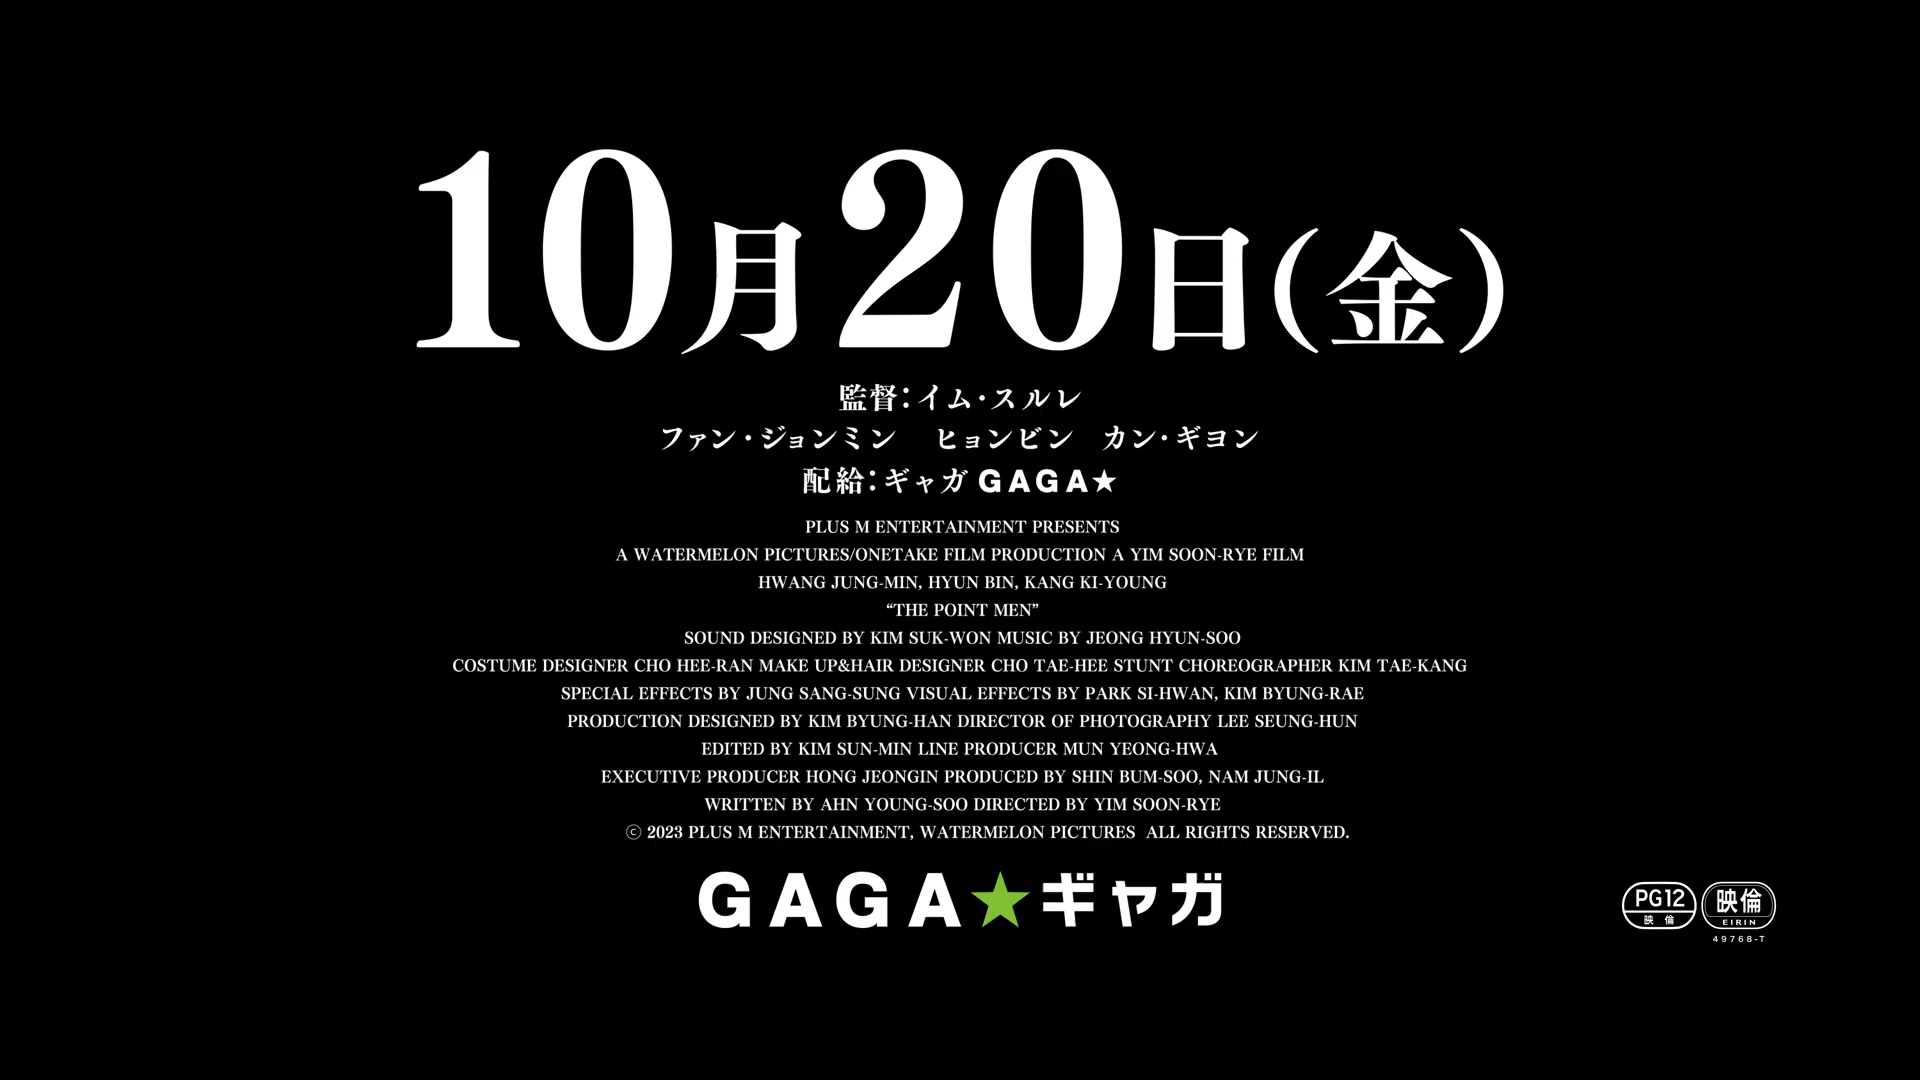 10月20日(金)
監督：イム・スルレ
ファン・ジョンミン　ヒョンビン　カン・ギヨン
配給：ギャガ GAGA★
PLUS M ENTERTAINMENT PRESENTS
A WATERMELON PICTURES/ONETAKE FILM PRODUCTION A YIM SOON-RYE FILM
HWANG JUNG-MIN, HYUN BIN, KANG KI-YOUNG
“THE POINT MEN”
SOUND DESIGNED BY KIM SUK-WON MUSIC BY JEONG HYUN-SOO
COSTUME DESIGNER CHO HEE-RAN MAKE UP&HAIR DESIGNER CHO TAE-HEE STUNT CHOREOGRAPHER KIM TAE-KANG
SPECIAL EFFECTS BY JUNG SANG-SUNG VISUAL EFFECTS BY PARK SI-HWAN, KIM BYUNG-RAE
PRODUCTION DESIGNED BY KIM BYUNG-HAN DIRECTOR OF PHOTOGRAPHY LEE SEUNG-HUN
EDITED BY KIM SUN-MIN LINE PRODUCER MUN YEONG-HWA
EXECUTIVE PRODUCER HONG JEONGIN PRODUCED BY SHIN BUM-SOO, NAM JUNG-IL
WRITTEN BY AHN YOUNG-SOO DIRECTED BY YIM SOON-RYE
ⓒ 2023 PLUS M ENTERTAINMENT, WATERMELON PICTURES  ALL RIGHTS RESERVED.
GAGA★ギャガ
PG12
映倫
映倫
EIRIN
49768-T